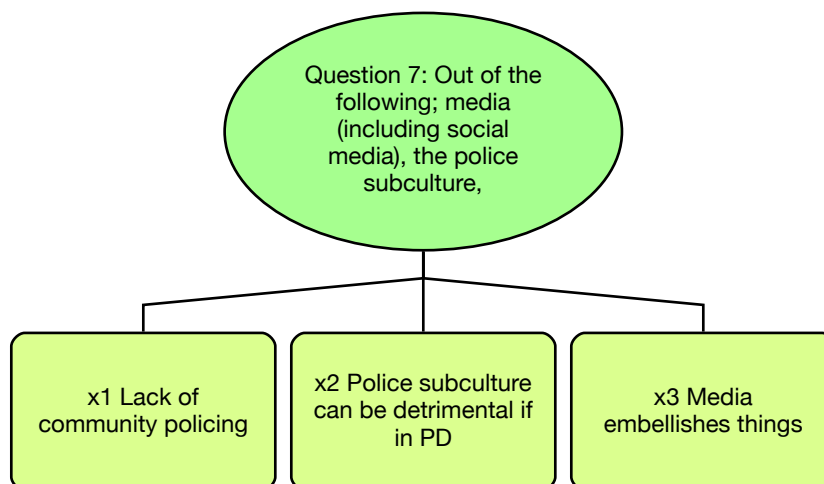 Question 7: Out of the
following; media
(including social
media), the police
subculture,
x1 Lack of
community policing
x2 Police subculture
can be detrimental if
in PD
x3 Media
embellishes things